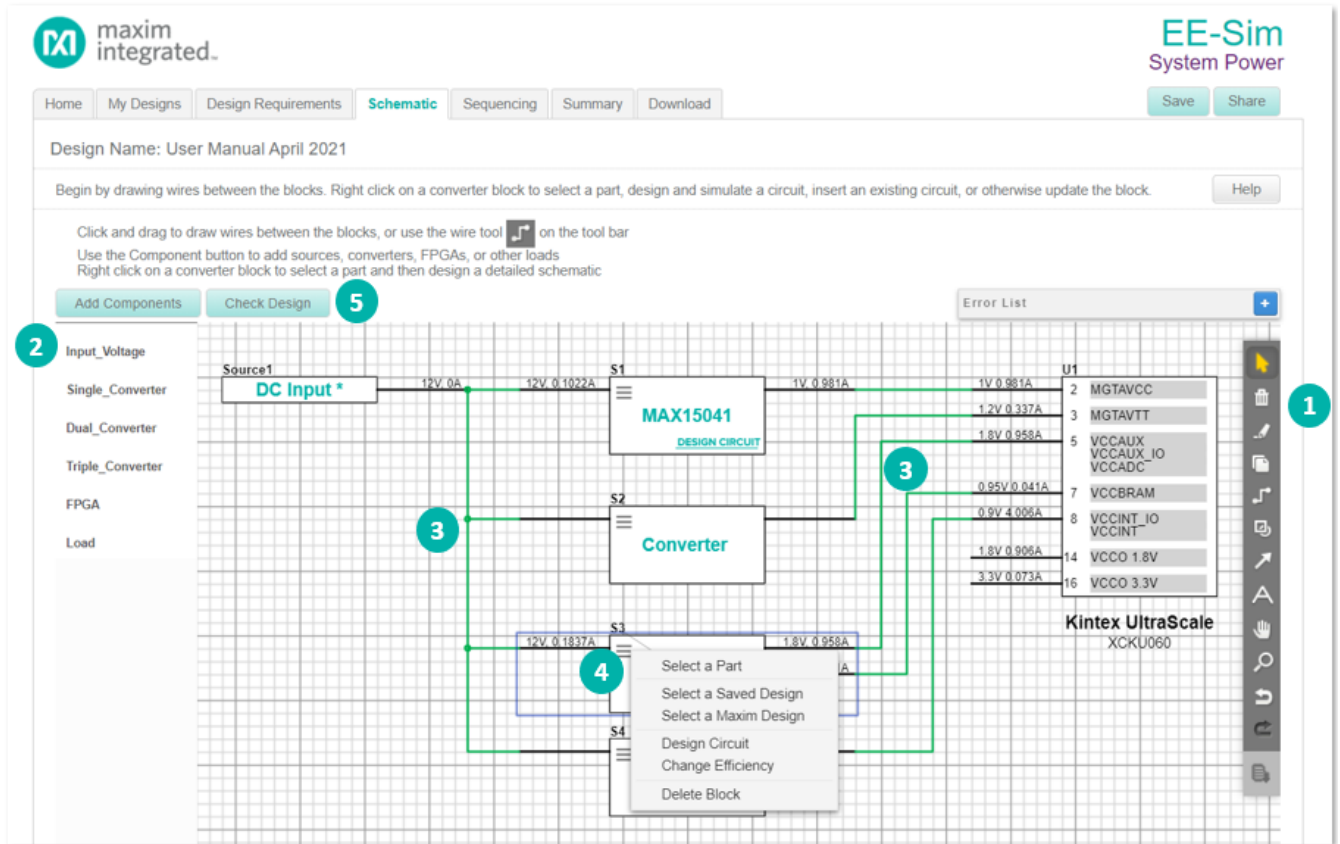 maxim
integrated™
EE-Sim
System Power
Home
My Designs
Design Requirements
Schematic
Sequencing
Summary
Download
Save
Share
Design Name: User Manual April 2021
Begin by drawing wires between the blocks. Right click on a converter block to select a part, design and simulate a circuit, insert an existing circuit, or otherwise update the block.
Help
Click and drag to draw wires between the blocks, or use the wire tool on the tool bar
Use the Component button to add sources, converters, FPGAs, or other loads
Right click on a converter block to select a part and then design a detailed schematic
Add Components
Check Design
5
Error List
+
2
Input_Voltage
Single_Converter
Dual_Converter
Triple_Converter
FPGA
Load
Source1
DC Input *
12V, 0A
12V, 0.1022A
S1
MAX15041
DESIGN CIRCUIT
1V, 0.981A
S2
Converter
3
3
12V, 0.1837A
S3
1.8V, 0.958A
A
4
Select a Part
Select a Saved Design
Select a Maxim Design
Design Circuit
Change Efficiency
Delete Block
S4
U1
1V 0.981A
2 MGTAVCC
1.2V 0.337A
3 MGTAVTT
1.8V 0.958A
5 VCCAUX
VCCAUX_IO
VCCADC
0.95V 0.041A
7 VCCBRAM
0.9V 4.006A
8 VCCINT_IO
VCCINT
1.8V 0.906A
14 VCCO 1.8V
3.3V 0.073A
16 VCCO 3.3V
Kintex UltraScale
XCKU060
1
A